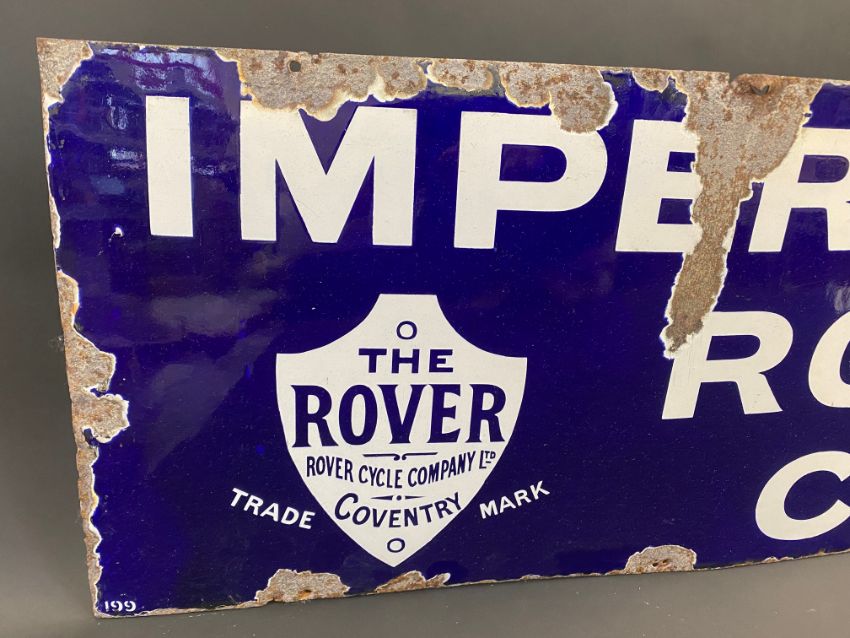 IMPER
RO
C
THE
ROVER
ROVER CYCLE COMPANY LTD
COVENTRY
TRADE MARK
199